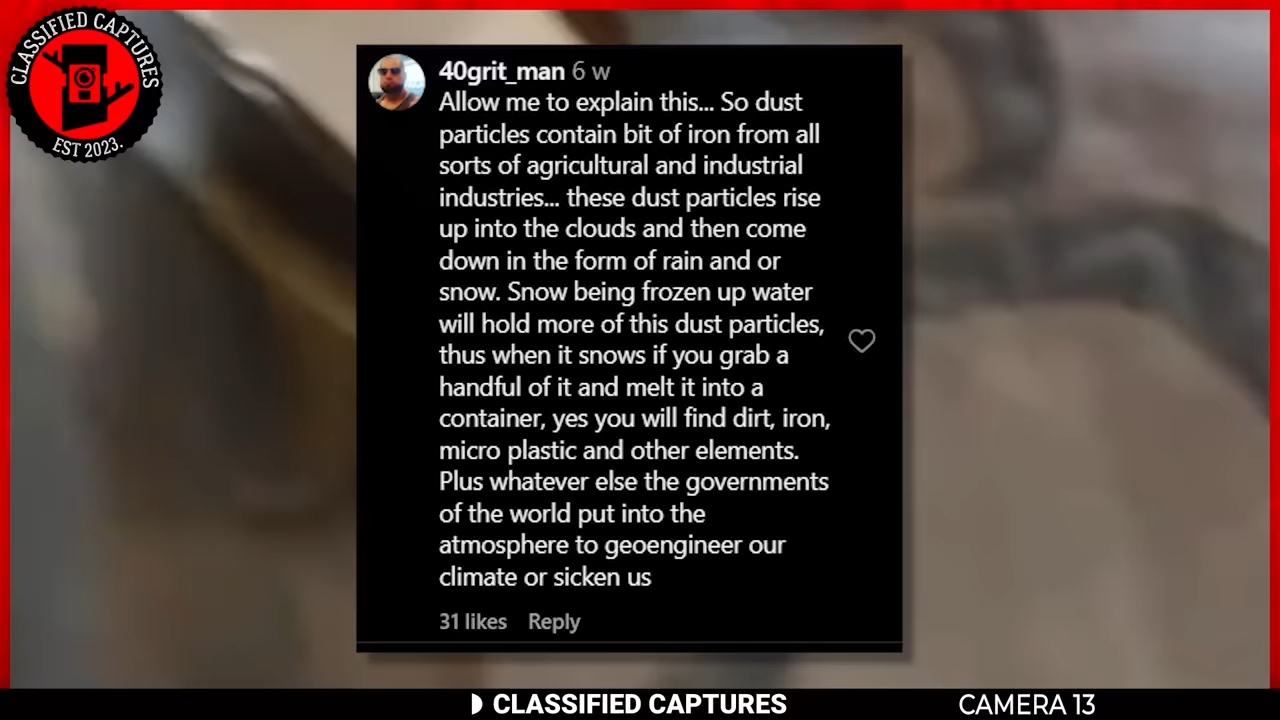 CLASSIFIED CAPTURES
EST 2023.
40grit_man 6 w
Allow me to explain this... So dust
particles contain bit of iron from all
sorts of agricultural and industrial
industries... these dust particles rise
up into the clouds and then come
down in the form of rain and or
snow. Snow being frozen up water
will hold more of this dust particles,
thus when it snows if you grab a
handful of it and melt it into a
container, yes you will find dirt, iron,
micro plastic and other elements.
Plus whatever else the governments
of the world put into the
atmosphere to geoengineer our
climate or sicken us
31 likes Reply
CLASSIFIED CAPTURES
CAMERA 13